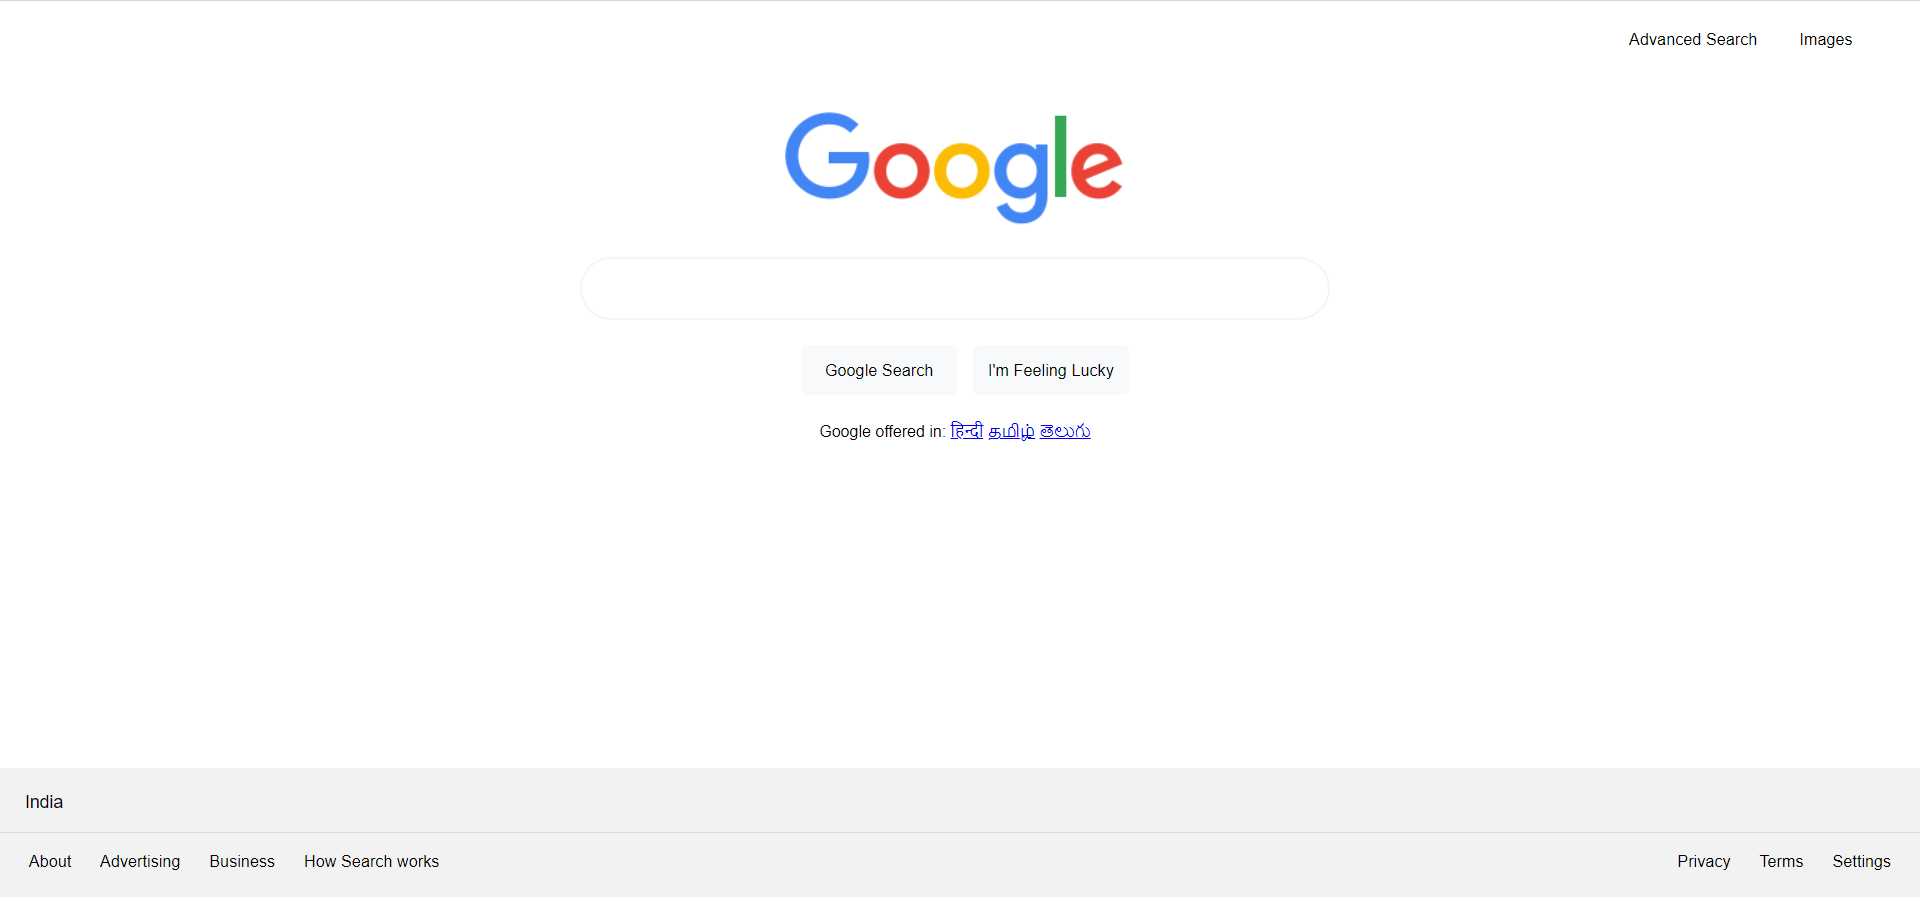 Advanced Search Images
Google
Google Search I'm Feeling Lucky
Google offered in: हिन्दी தமிழ் తెలుగు
India
About Advertising Business How Search works Privacy Terms Settings